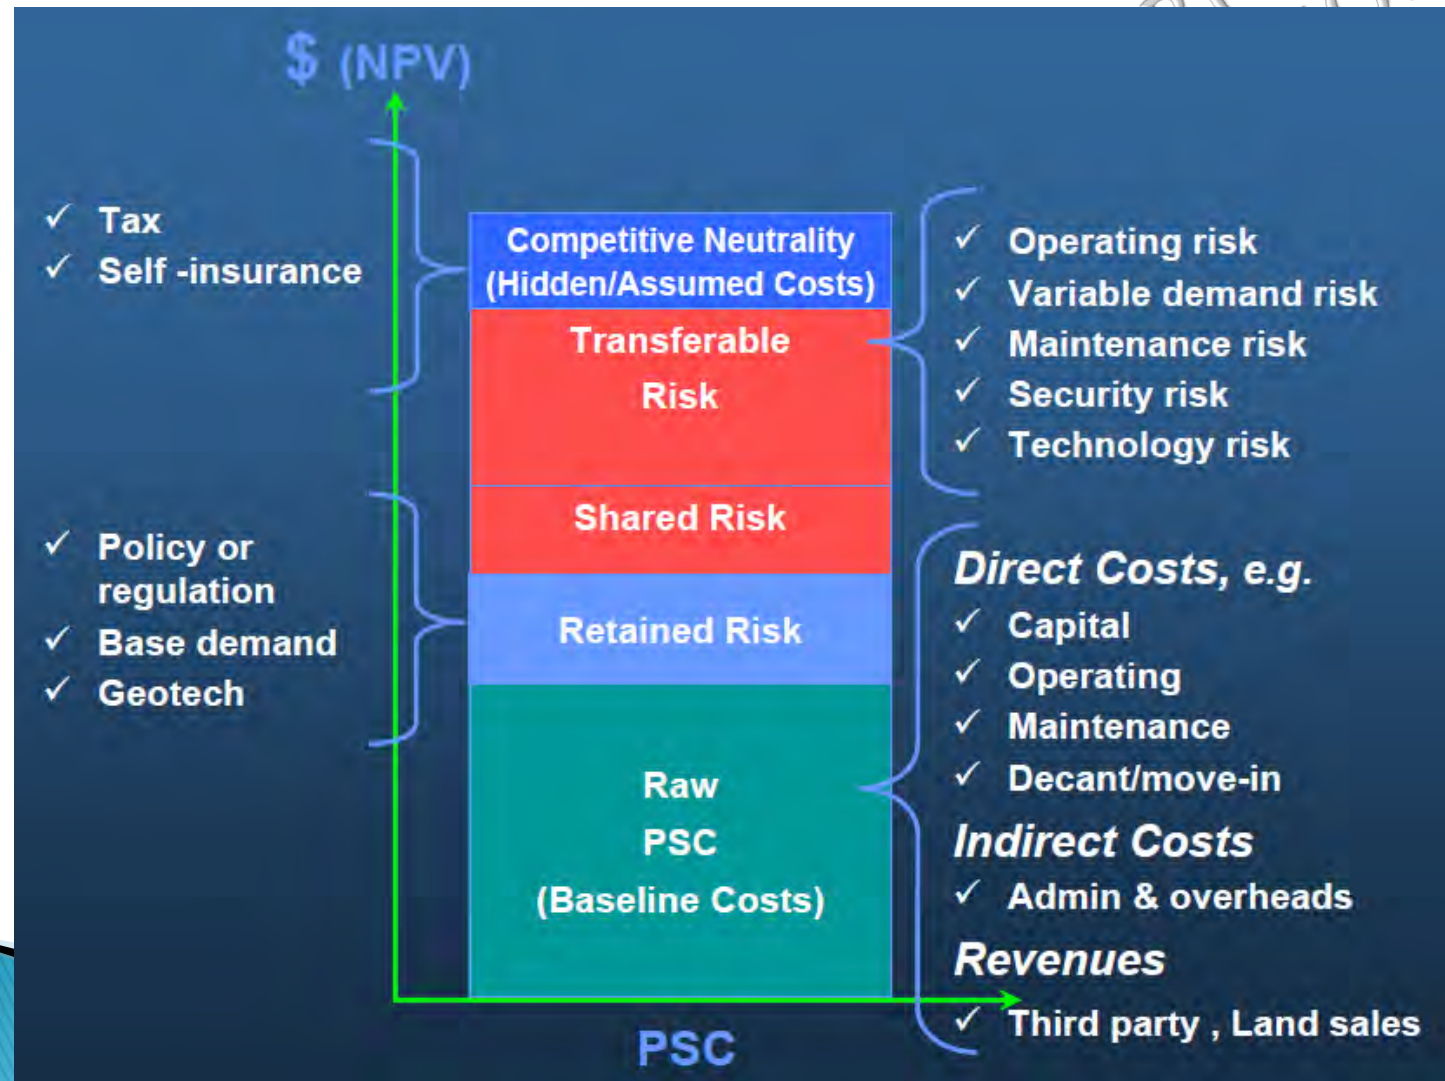 $ (NPV)
✓ Tax
✓ Self -insurance
✓ Policy or
regulation
✓ Base demand
✓ Geotech
Competitive Neutrality
(Hidden/Assumed Costs)
Transferable
Risk
Shared Risk
Retained Risk
Raw
PSC
(Baseline Costs)
✓ Operating risk
✓ Variable demand risk
✓ Maintenance risk
✓ Security risk
✓ Technology risk
Direct Costs, e.g.
✓ Capital
✓ Operating
✓ Maintenance
✓ Decant/move-in
Indirect Costs
✓ Admin & overheads
Revenues
✓ Third party , Land sales
PSC